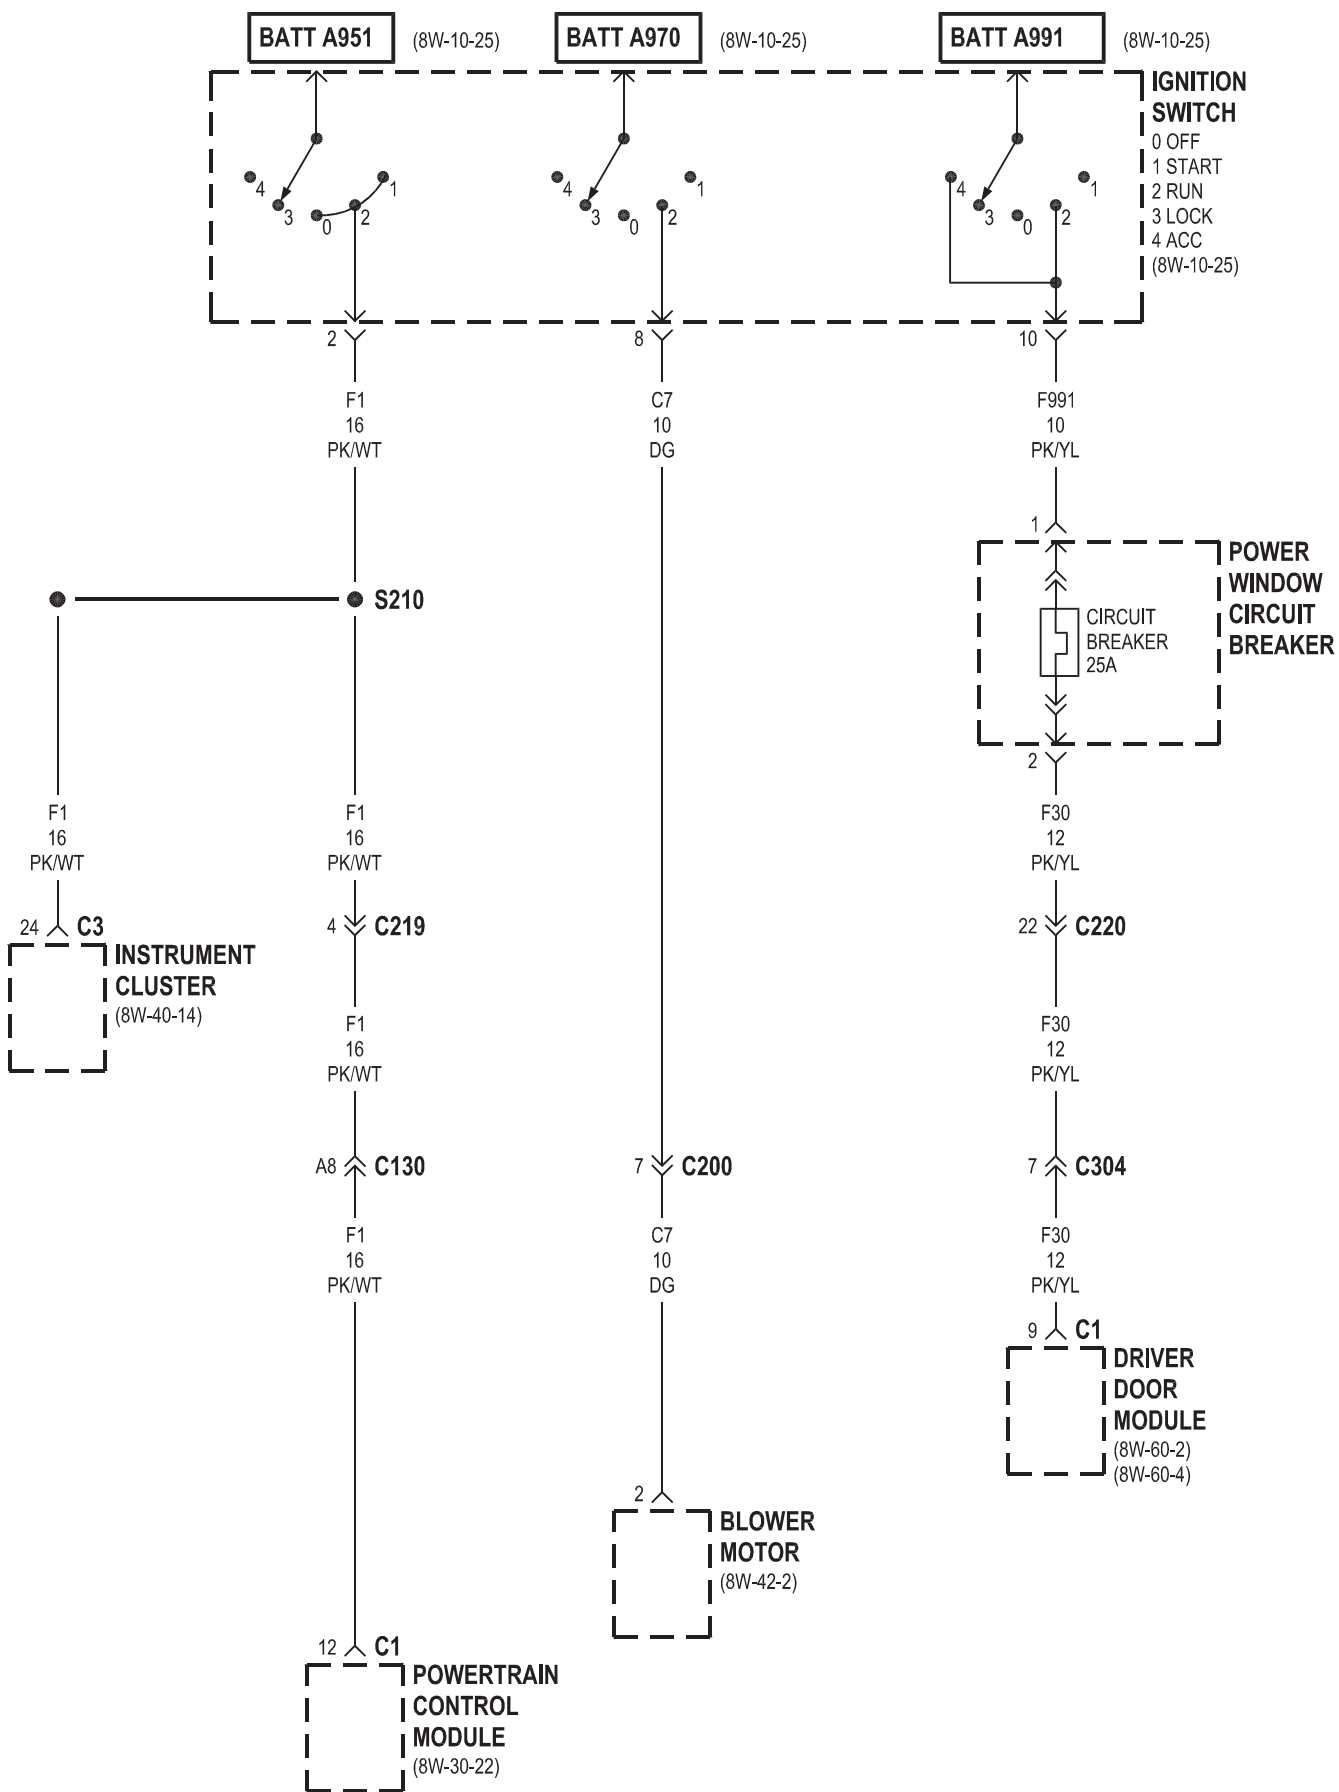 BATT A951 (8W-10-25) BATT A970 (8W-10-25) BATT A991 (8W-10-25)
IGNITION
SWITCH
0 OFF
1 START
2 RUN
3 LOCK
4 ACC
(8W-10-25)
4 3 0 2 1
4 3 0 2 1
4 3 0 2 1
2 8 10
F1 C7 F991
16 10 10
PK/WT DG PK/YL
1
POWER
WINDOW
CIRCUIT
BREAKER
CIRCUIT
BREAKER
25A
S210
2
F1 F1 F30
16 16 12
PK/WT PK/WT PK/YL
24 C3 4 C219 22 C220
INSTRUMENT
CLUSTER
(8W-40-14)
F1 F30
16 12
PK/WT PK/YL
A8 C130 7 C200 7 C304
F1 C7 F30
16 10 12
PK/WT DG PK/YL
9 C1
DRIVER
DOOR
MODULE
(8W-60-2)
(8W-60-4)
2
BLOWER
MOTOR
(8W-42-2)
12 C1
POWERTRAIN
CONTROL
MODULE
(8W-30-22)